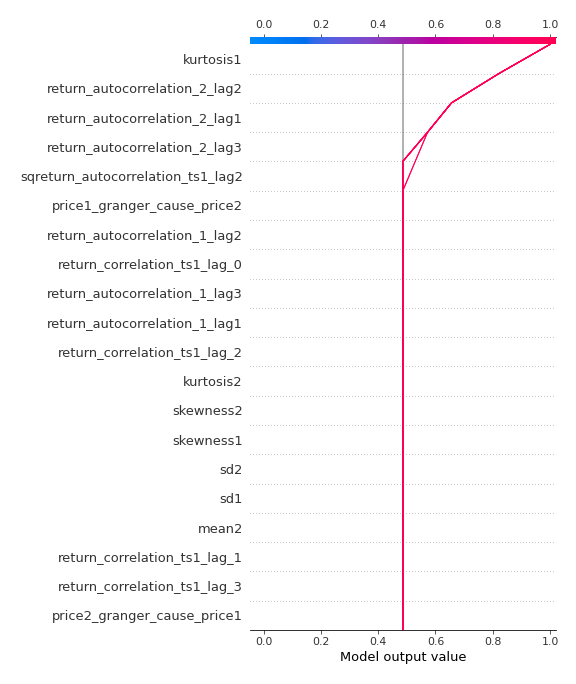 0.0 0.2 0.4 0.6 0.8 1.0
kurtosis1
return_autocorrelation_2_lag2
return_autocorrelation_2_lag1
return_autocorrelation_2_lag3
sqreturn_autocorrelation_ts1_lag2
price1_granger_cause_price2
return_autocorrelation_1_lag2
return_correlation_ts1_lag_0
return_autocorrelation_1_lag3
return_autocorrelation_1_lag1
return_correlation_ts1_lag_2
kurtosis2
skewness2
skewness1
sd2
sd1
mean2
return_correlation_ts1_lag_1
return_correlation_ts1_lag_3
price2_granger_cause_price1
0.0 0.2 0.4 0.6 0.8 1.0
Model output value